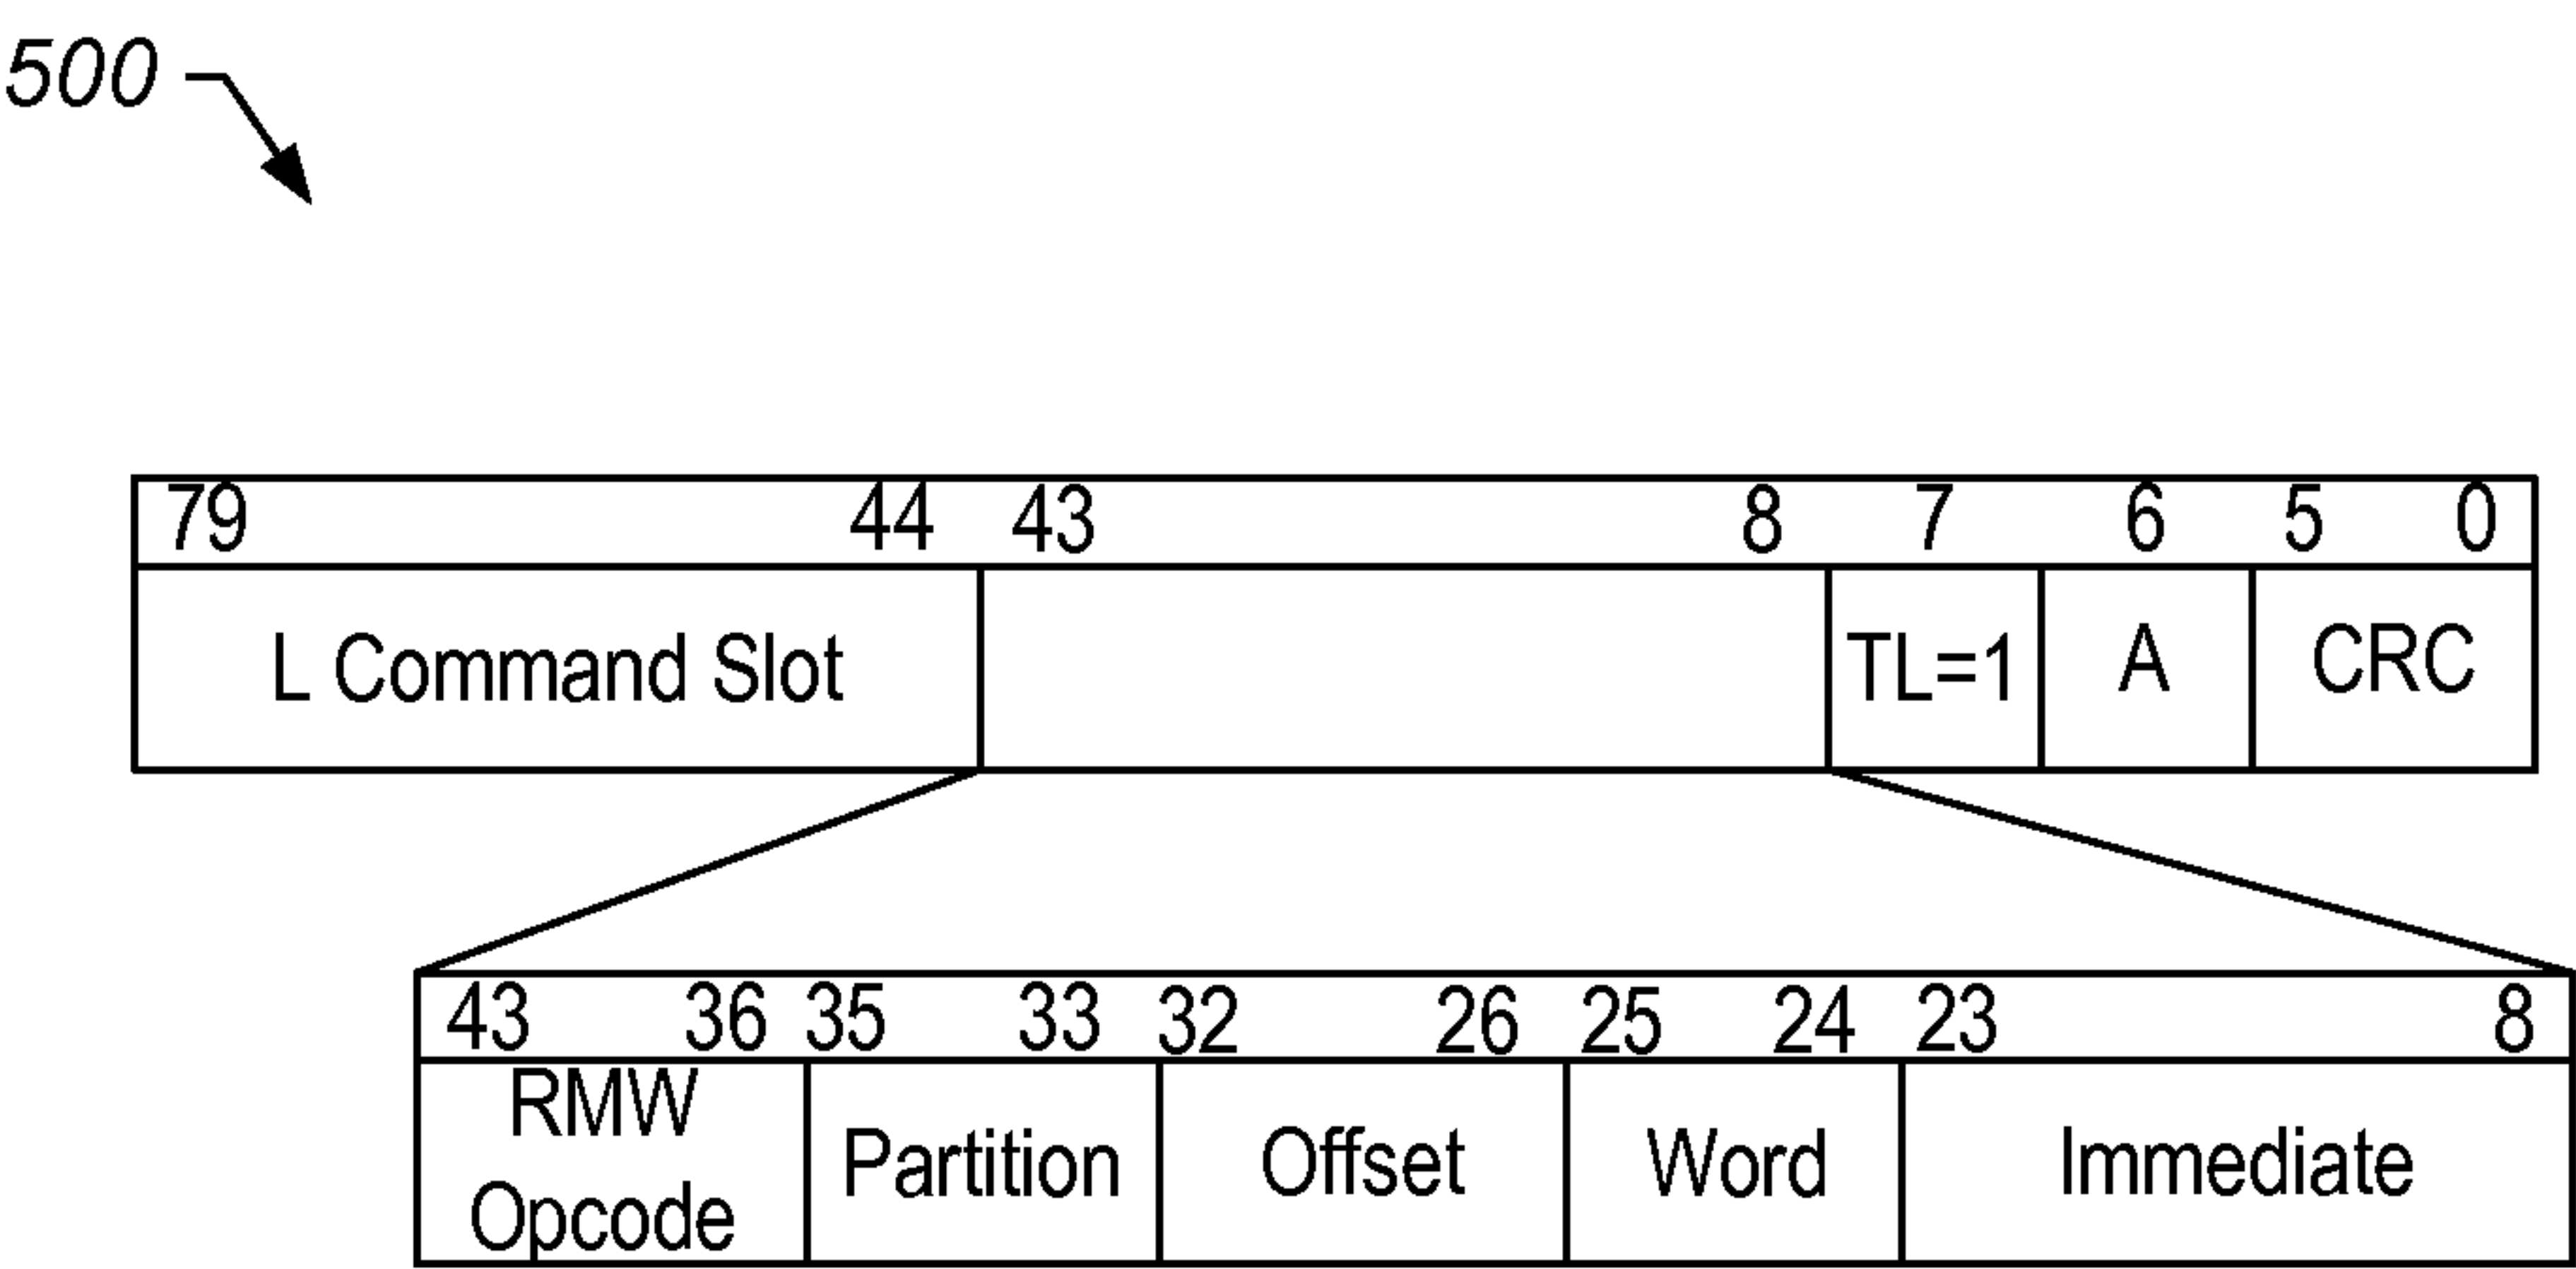 500
79 44 43 8 7 6 5 0
L Command Slot TL=1 A CRC
43 36 35 33 32 26 25 24 23 8
RMW Opcode Partition Offset Word Immediate